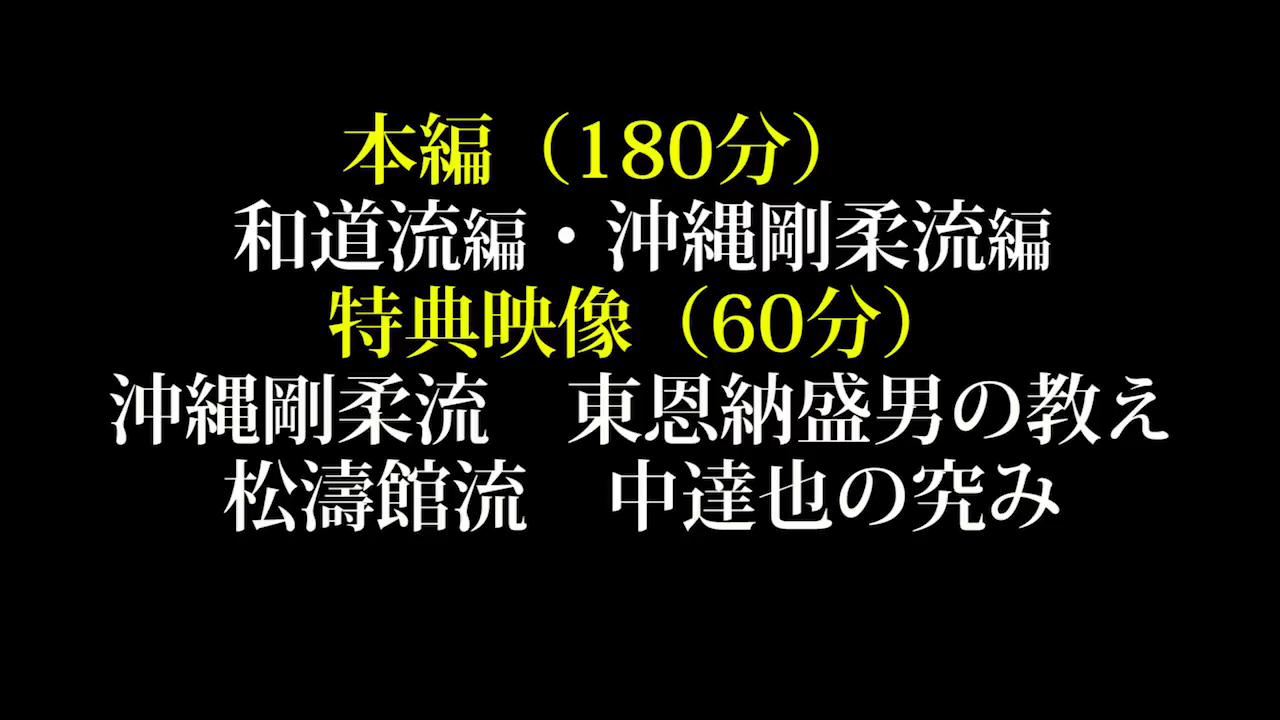 本編（180分）
和道流編・沖縄剛柔流編
特典映像（60分）
沖縄剛柔流　東恩納盛男の教え
松濤館流　中達也の究み